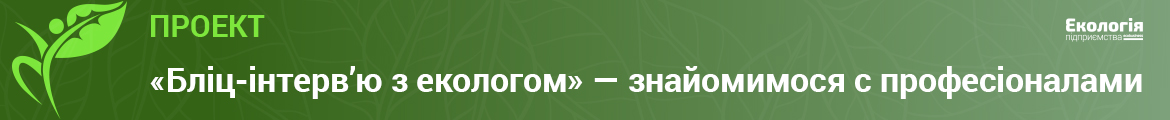 ПРОЕКТ
Екологія
підприємства
«Бліц-інтерв’ю з екологом» — знайомимося с професіоналами